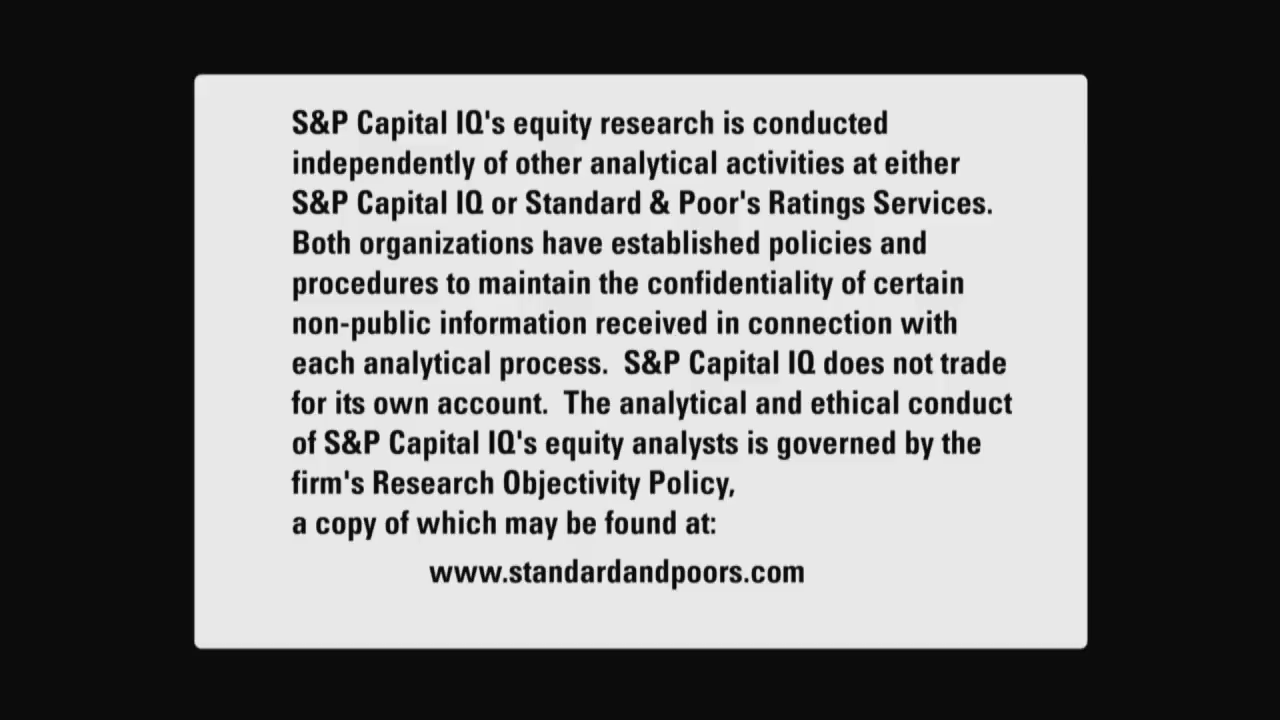 S&P Capital IQ's equity research is conducted
independently of other analytical activities at either
S&P Capital IQ or Standard & Poor's Ratings Services.
Both organizations have established policies and
procedures to maintain the confidentiality of certain
non-public information received in connection with
each analytical process.  S&P Capital IQ does not trade
for its own account.  The analytical and ethical conduct
of S&P Capital IQ's equity analysts is governed by the
firm's Research Objectivity Policy,
a copy of which may be found at:
www.standardandpoors.com